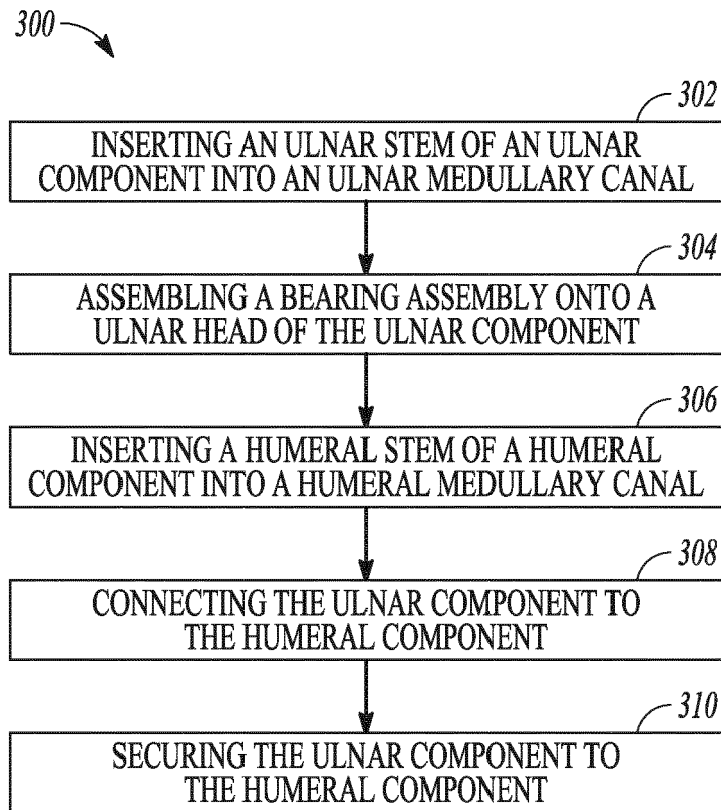 300
302
INSERTING AN ULNAR STEM OF AN ULNAR
COMPONENT INTO AN ULNAR MEDULLARY CANAL
304
ASSEMBLING A BEARING ASSEMBLY ONTO A
ULNAR HEAD OF THE ULNAR COMPONENT
306
INSERTING A HUMERAL STEM OF A HUMERAL
COMPONENT INTO A HUMERAL MEDULLARY CANAL
308
CONNECTING THE ULNAR COMPONENT TO
THE HUMERAL COMPONENT
310
SECURING THE ULNAR COMPONENT TO
THE HUMERAL COMPONENT